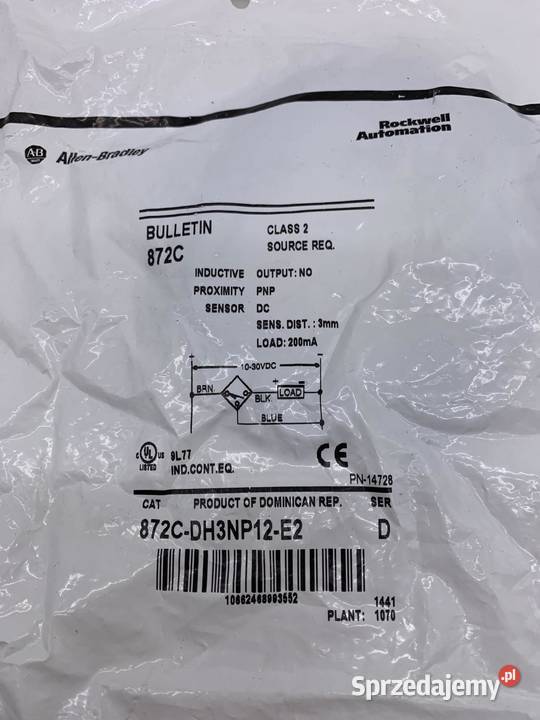 Rockwell
Automation
AB Allen-Bradley
BULLETIN
872C
CLASS 2
SOURCE REQ.
INDUCTIVE OUTPUT: NO
PROXIMITY PNP
SENSOR DC
SENS. DIST. : 3mm
LOAD: 200mA
+ -
10-30VDC
BRN. BLK. + LOAD -
BLUE
C UL US
LISTED
9L77
IND.CONT.EQ.
CE
PN-14728
CAT PRODUCT OF DOMINICAN REP. SER
872C-DH3NP12-E2 D
10662468993552
1441
PLANT: 1070
Sprzedajemy.pl